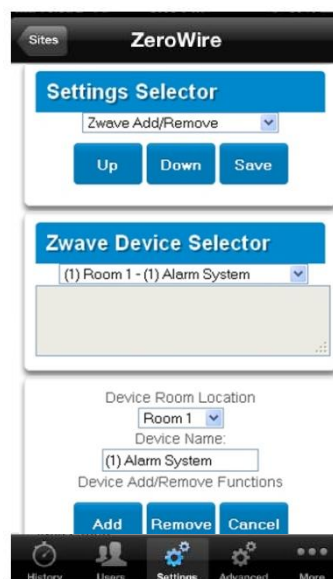 Sites
ZeroWire
Settings Selector
Zwave Add/Remove
Up Down Save
Zwave Device Selector
(1) Room 1 - (1) Alarm System
Device Room Location
Room 1
Device Name:
(1) Alarm System
Device Add/Remove Functions
Add Remove Cancel
History Users Settings Advanced More